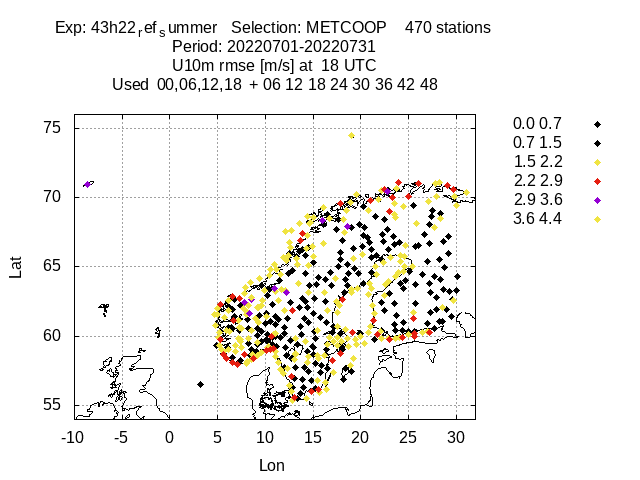 Exp: 43h22refsummer Selection: METCOOP 470 stations
Period: 20220701-20220731
U10m rmse [m/s] at 18 UTC
Used 00,06,12,18 + 06 12 18 24 30 36 42 48
75
70
65
60
55
-10 -5 0 5 10 15 20 25 30
Lat
Lon
0.0 0.7
0.7 1.5
1.5 2.2
2.2 2.9
2.9 3.6
3.6 4.4